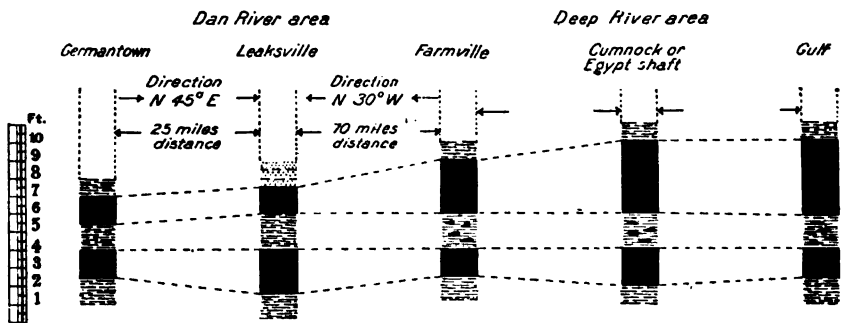 Dan River area
Deep River area
Germantown
Leaksville
Farmville
Cumnock or
Egypt shaft
Gulf
Direction
N 45° E
Direction
N 30° W
25 miles
distance
70 miles
distance
Ft.
10
9
8
7
6
5
4
3
2
1